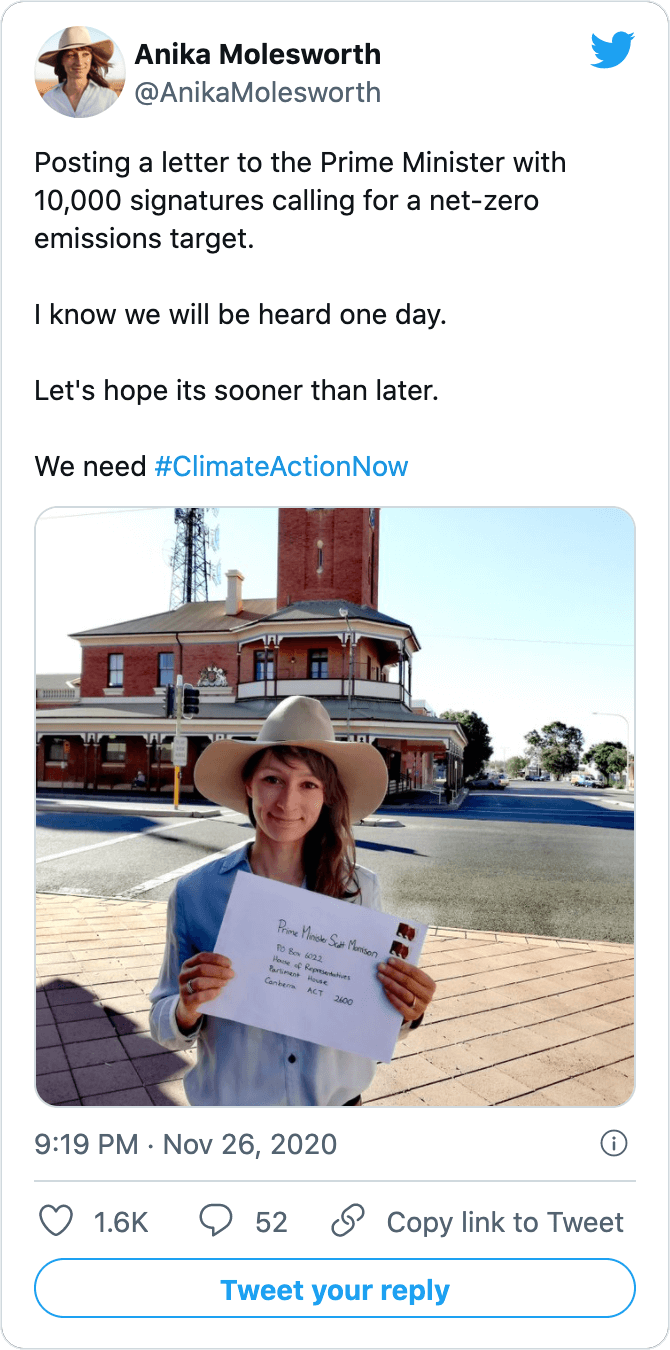 Anika Molesworth
@AnikaMolesworth
Posting a letter to the Prime Minister with
10,000 signatures calling for a net-zero
emissions target.
I know we will be heard one day.
Let's hope its sooner than later.
We need #ClimateActionNow
Prime Minister Scott Morrison
PO Box 6022
House of Representatives
Parliment House
Canberra ACT 2600
9:19 PM · Nov 26, 2020
1.6K
52
Copy link to Tweet
Tweet your reply